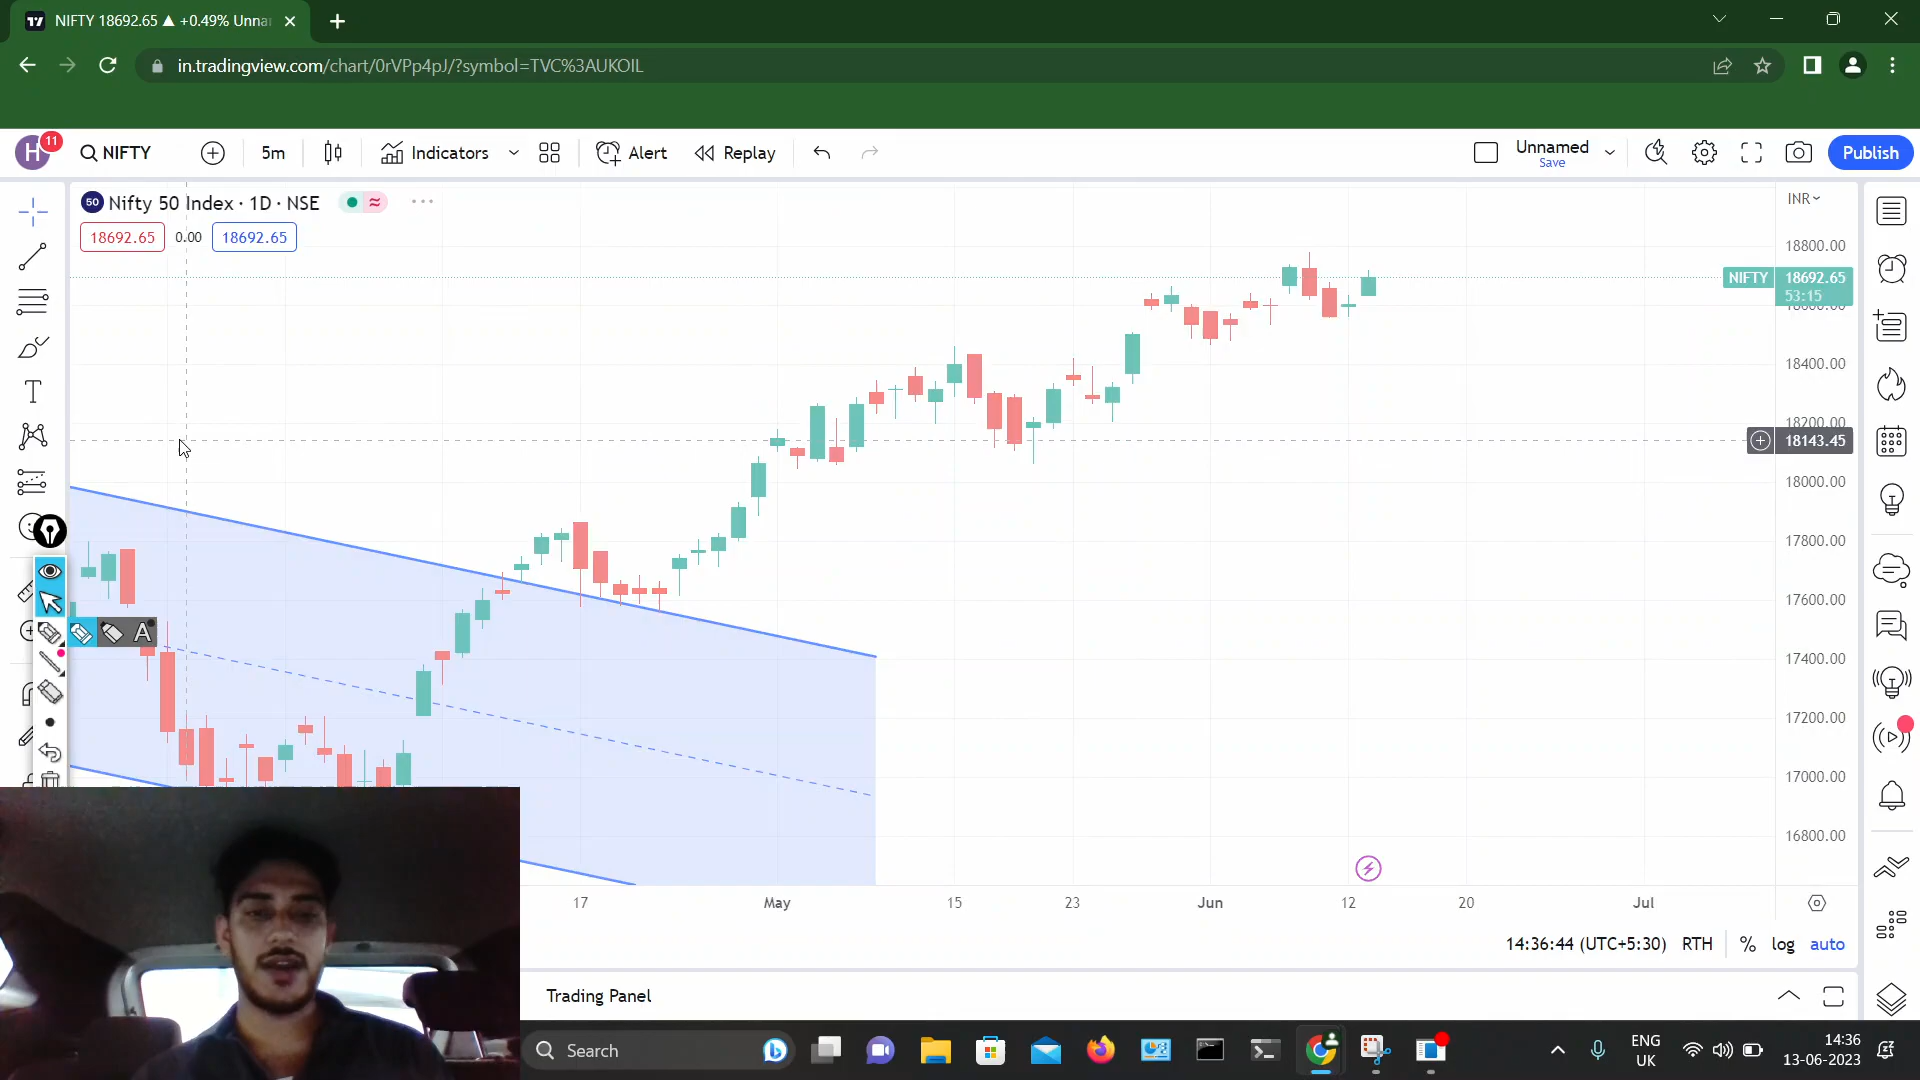 NIFTY 18692.65 ▲ +0.49% Unna
in.tradingview.com/chart/0rVPp4pJ/?symbol=TVC%3AUKOIL
H 11 NIFTY 5m Indicators Alert Replay Unnamed Save Publish
50 Nifty 50 Index · 1D · NSE
INR
18692.65 0.00 18692.65
18800.00
NIFTY 18692.65
53:15
18600.00
18400.00
18200.00
18143.45
18000.00
17800.00
17600.00
17400.00
17200.00
17000.00
16800.00
A
17 May 15 23 Jun 12 20 Jul
14:36:44 (UTC+5:30) RTH % log auto
Trading Panel
Search
ENG
UK
14:36
13-06-2023